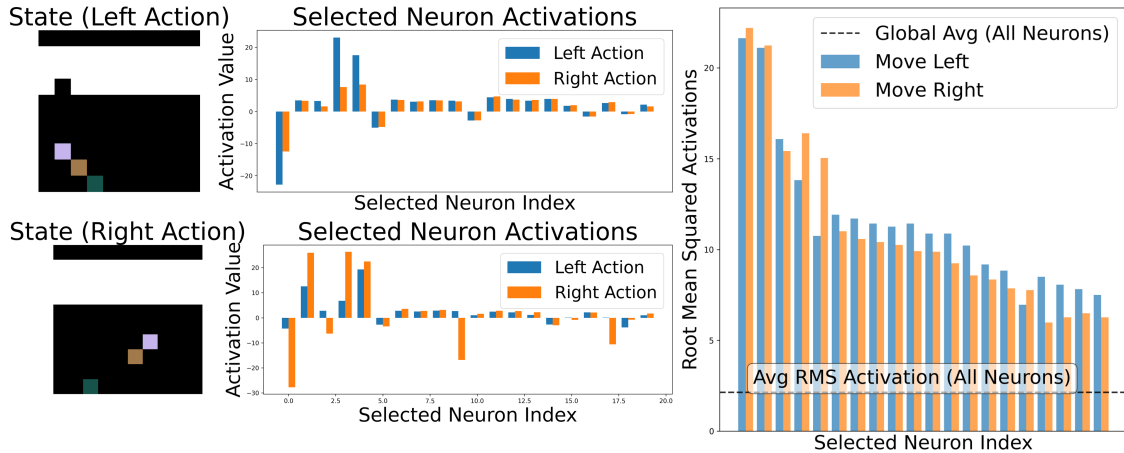 State (Left Action)
Selected Neuron Activations
Activation Value
20
10
0
−10
−20
Left Action
Right Action
Selected Neuron Index
State (Right Action)
Selected Neuron Activations
Activation Value
20
10
0
−10
−20
−30
Left Action
Right Action
0.0 2.5 5.0 7.5 10.0 12.5 15.0 17.5 20.0
Selected Neuron Index
Root Mean Squared Activations
20
15
10
5
0
Global Avg (All Neurons)
Move Left
Move Right
Avg RMS Activation (All Neurons)
Selected Neuron Index